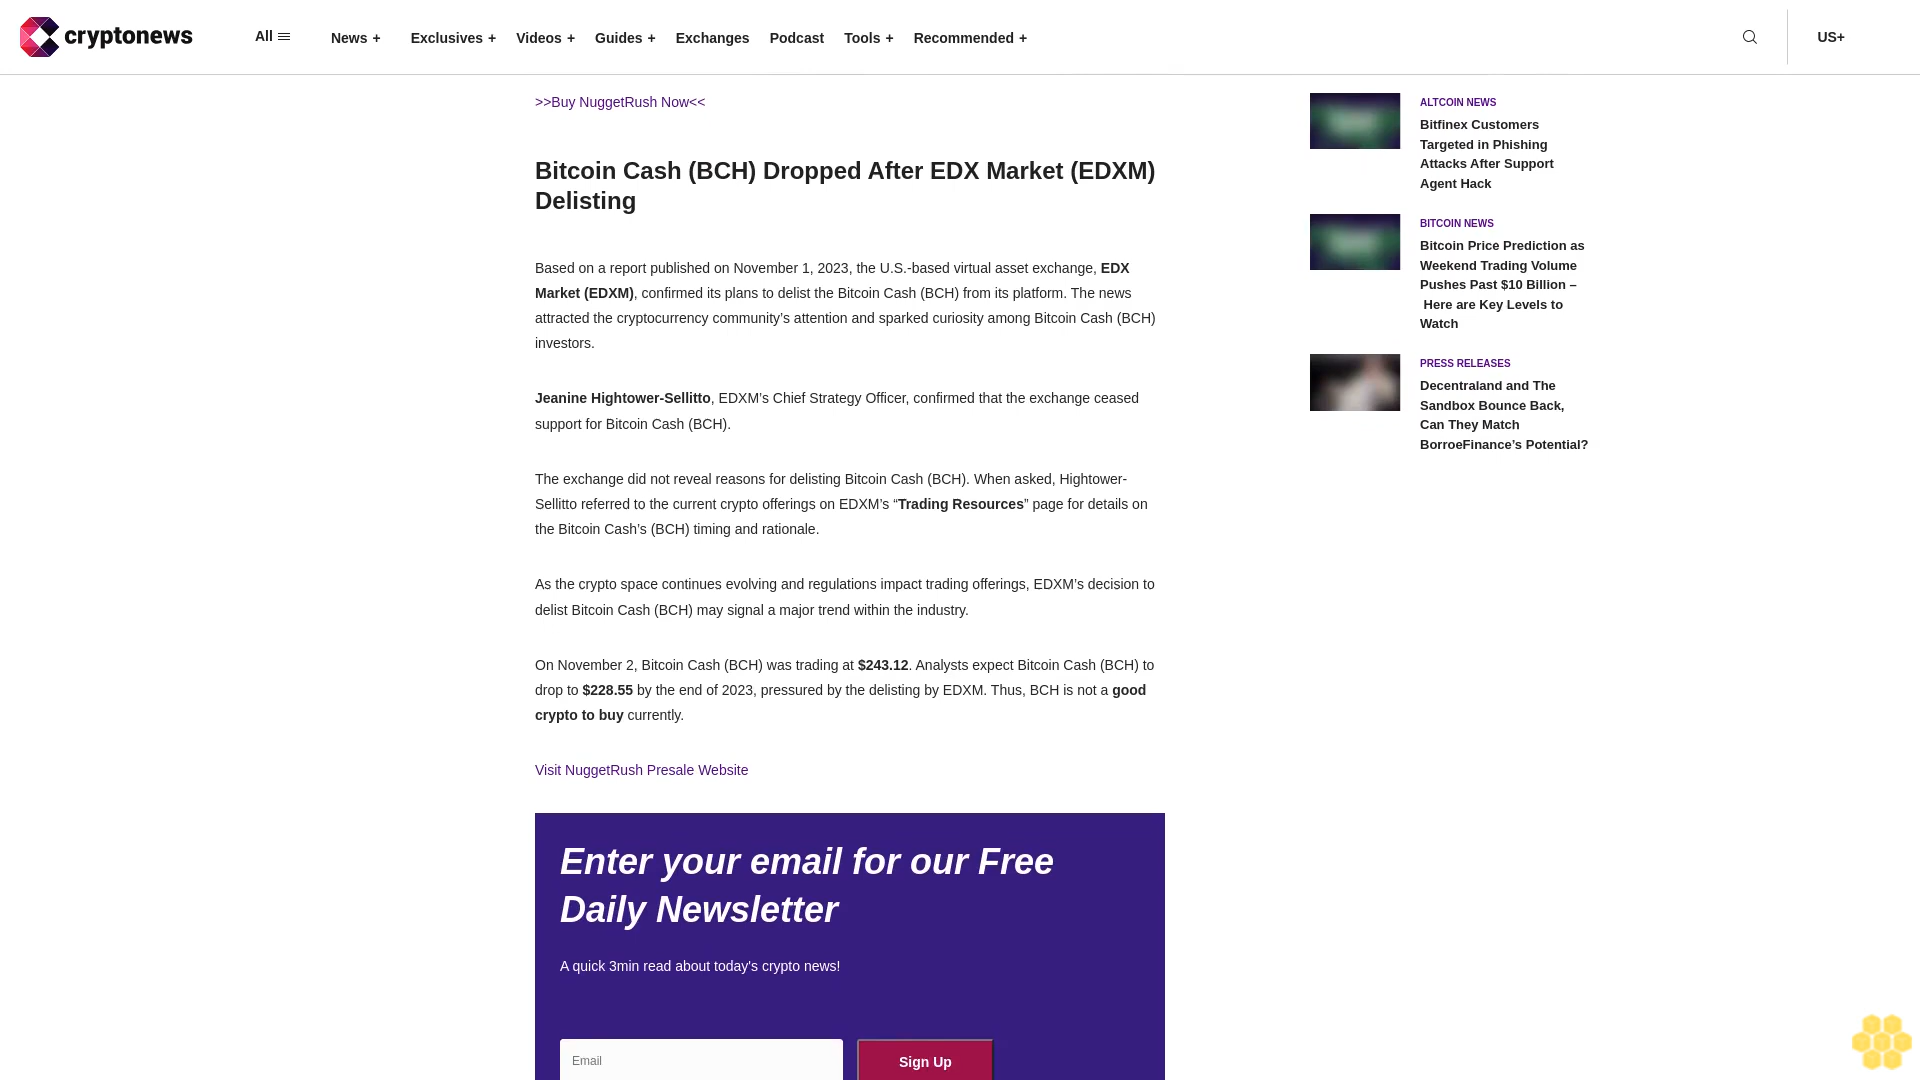 cryptonews
All
News +
Exclusives +
Videos +
Guides +
Exchanges
Podcast
Tools +
Recommended +
US+
>>Buy NuggetRush Now<<
Bitcoin Cash (BCH) Dropped After EDX Market (EDXM)
Delisting
Based on a report published on November 1, 2023, the U.S.-based virtual asset exchange, EDX
Market (EDXM), confirmed its plans to delist the Bitcoin Cash (BCH) from its platform. The news
attracted the cryptocurrency community’s attention and sparked curiosity among Bitcoin Cash (BCH)
investors.
Jeanine Hightower-Sellitto, EDXM’s Chief Strategy Officer, confirmed that the exchange ceased
support for Bitcoin Cash (BCH).
The exchange did not reveal reasons for delisting Bitcoin Cash (BCH). When asked, Hightower-
Sellitto referred to the current crypto offerings on EDXM’s “Trading Resources” page for details on
the Bitcoin Cash’s (BCH) timing and rationale.
As the crypto space continues evolving and regulations impact trading offerings, EDXM’s decision to
delist Bitcoin Cash (BCH) may signal a major trend within the industry.
On November 2, Bitcoin Cash (BCH) was trading at $243.12. Analysts expect Bitcoin Cash (BCH) to
drop to $228.55 by the end of 2023, pressured by the delisting by EDXM. Thus, BCH is not a good
crypto to buy currently.
Visit NuggetRush Presale Website
Enter your email for our Free
Daily Newsletter
A quick 3min read about today's crypto news!
Email
Sign Up
ALTCOIN NEWS
Bitfinex Customers
Targeted in Phishing
Attacks After Support
Agent Hack
BITCOIN NEWS
Bitcoin Price Prediction as
Weekend Trading Volume
Pushes Past $10 Billion –
Here are Key Levels to
Watch
PRESS RELEASES
Decentraland and The
Sandbox Bounce Back,
Can They Match
BorroeFinance’s Potential?